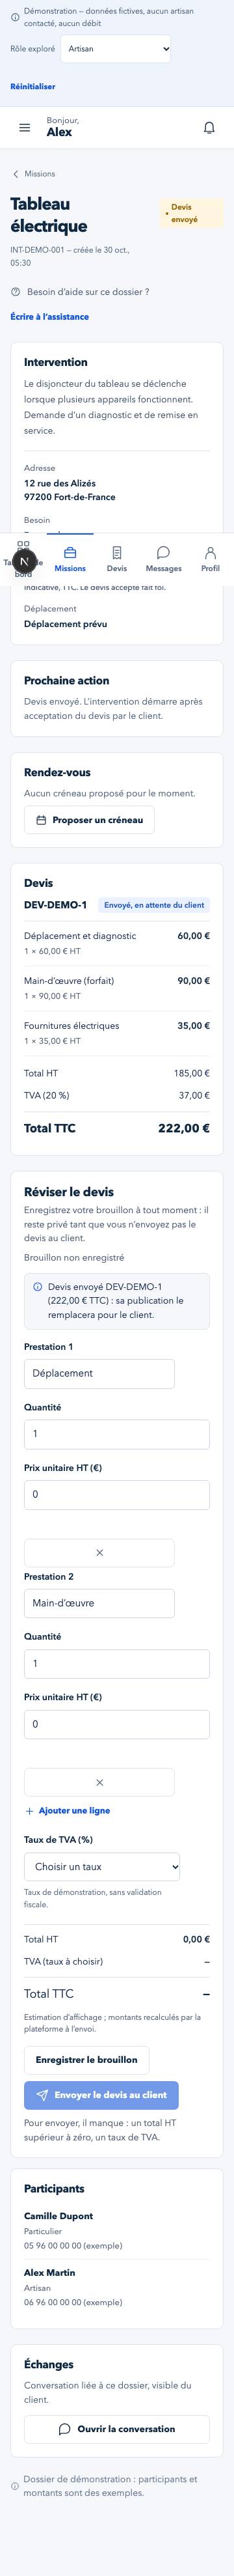 Démonstration — données fictives, aucun artisan
contacté, aucun débit
Rôle exploré
Artisan
Réinitialiser
Bonjour,
Alex
Missions
Tableau
électrique
Devis
envoyé
INT-DEMO-001 — créée le 30 oct.,
05:30
Besoin d’aide sur ce dossier ?
Écrire à l’assistance
Intervention
Le disjoncteur du tableau se déclenche
lorsque plusieurs appareils fonctionnent.
Demande d’un diagnostic et de remise en
service.
Adresse
12 rue des Alizés
97200 Fort-de-France
Besoin
N
bord
Missions
Devis
Messages
Profil
indicative, TTC. Le devis accepté fait foi.
Déplacement
Déplacement prévu
Prochaine action
Devis envoyé. L’intervention démarre après
acceptation du devis par le client.
Rendez-vous
Aucun créneau proposé pour le moment.
Proposer un créneau
Devis
DEV-DEMO-1
Envoyé, en attente du client
Déplacement et diagnostic 60,00 €
1 × 60,00 € HT
Main-d’œuvre (forfait) 90,00 €
1 × 90,00 € HT
Fournitures électriques 35,00 €
1 × 35,00 € HT
Total HT 185,00 €
TVA (20 %) 37,00 €
Total TTC 222,00 €
Réviser le devis
Enregistrez votre brouillon à tout moment : il
reste privé tant que vous n’envoyez pas le
devis au client.
Brouillon non enregistré
Devis envoyé DEV-DEMO-1
(222,00 € TTC) : sa publication le
remplacera pour le client.
Prestation 1
Déplacement
Quantité
1
Prix unitaire HT (€)
0
Prestation 2
Main-d’œuvre
Quantité
1
Prix unitaire HT (€)
0
Ajouter une ligne
Taux de TVA (%)
Choisir un taux
Taux de démonstration, sans validation
fiscale.
Total HT 0,00 €
TVA (taux à choisir) –
Total TTC –
Estimation d’affichage ; montants recalculés par la
plateforme à l’envoi.
Enregistrer le brouillon
Envoyer le devis au client
Pour envoyer, il manque : un total HT
supérieur à zéro, un taux de TVA.
Participants
Camille Dupont
Particulier
05 96 00 00 00 (exemple)
Alex Martin
Artisan
06 96 00 00 00 (exemple)
Échanges
Conversation liée à ce dossier, visible du
client.
Ouvrir la conversation
Dossier de démonstration : participants et
montants sont des exemples.